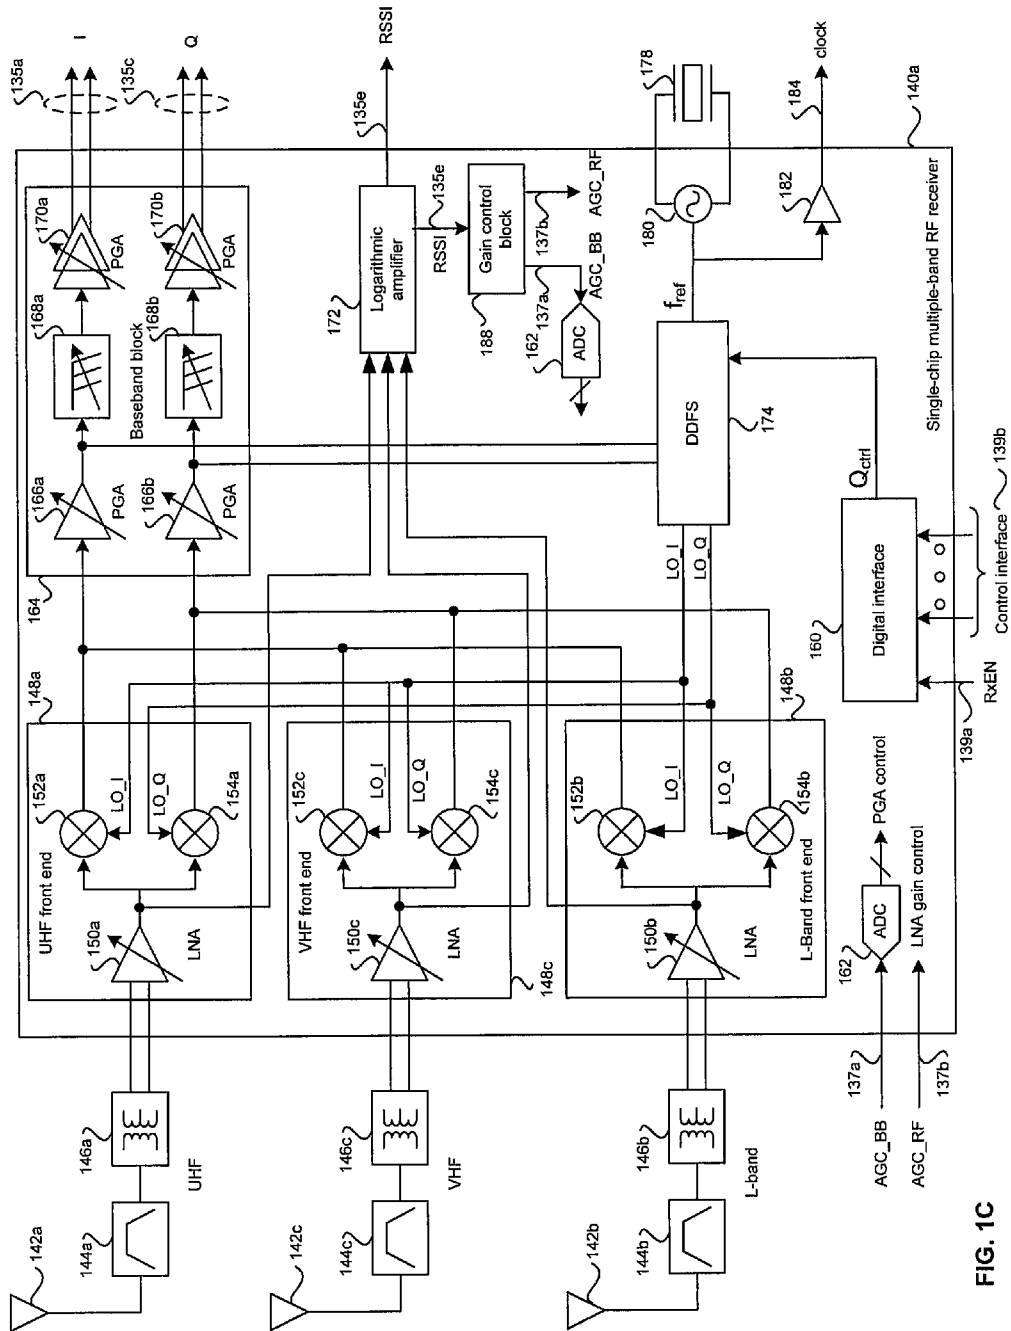 142a
144a
146a
UHF
142c
144c
146c
VHF
142b
144b
146b
L-band
148a
UHF front end
150a
LNA
152a
LO_I
LO_Q
154a
VHF front end
150c
LNA
152c
LO_I
LO_Q
154c
148c
L-Band front end
150b
LNA
152b
LO_I
LO_Q
154b
148b
164
166a
PGA
166b
PGA
168a
168b
Baseband block
170a
PGA
170b
PGA
135a
I
135c
Q
172
Logarithmic
amplifier
135e
RSSI
RSSI
135e
188
Gain control
block
137a
137b
AGC_BB
AGC_RF
162
ADC
LO_I
LO_Q
DDFS
174
fref
180
178
182
184
clock
Qctrl
160
Digital interface
139a
RxEN
Control interface
139b
AGC_BB
137a
162
ADC
PGA control
AGC_RF
137b
LNA gain control
Single-chip multiple-band RF receiver
140a
FIG. 1C